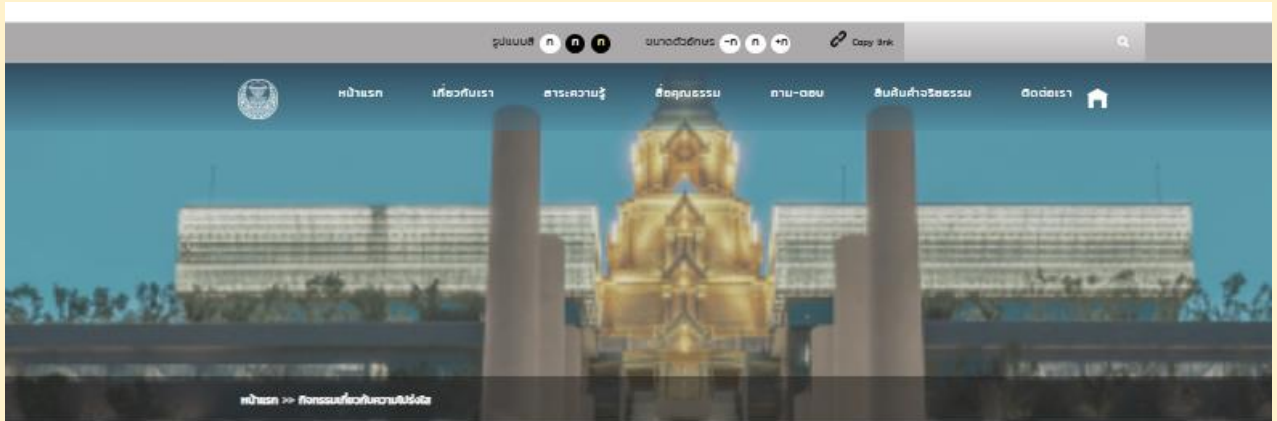 รูปแบบสี ก ก ก ขนาดตัวอักษร -ก ก +ก Copy link
หน้าแรก เกี่ยวกับเรา สาระความรู้ สื่อคุณธรรม ถาม-ตอบ สืบค้นคำจริยธรรม ติดต่อเรา
หน้าแรก >> กิจกรรมเกี่ยวกับความโปร่งใส